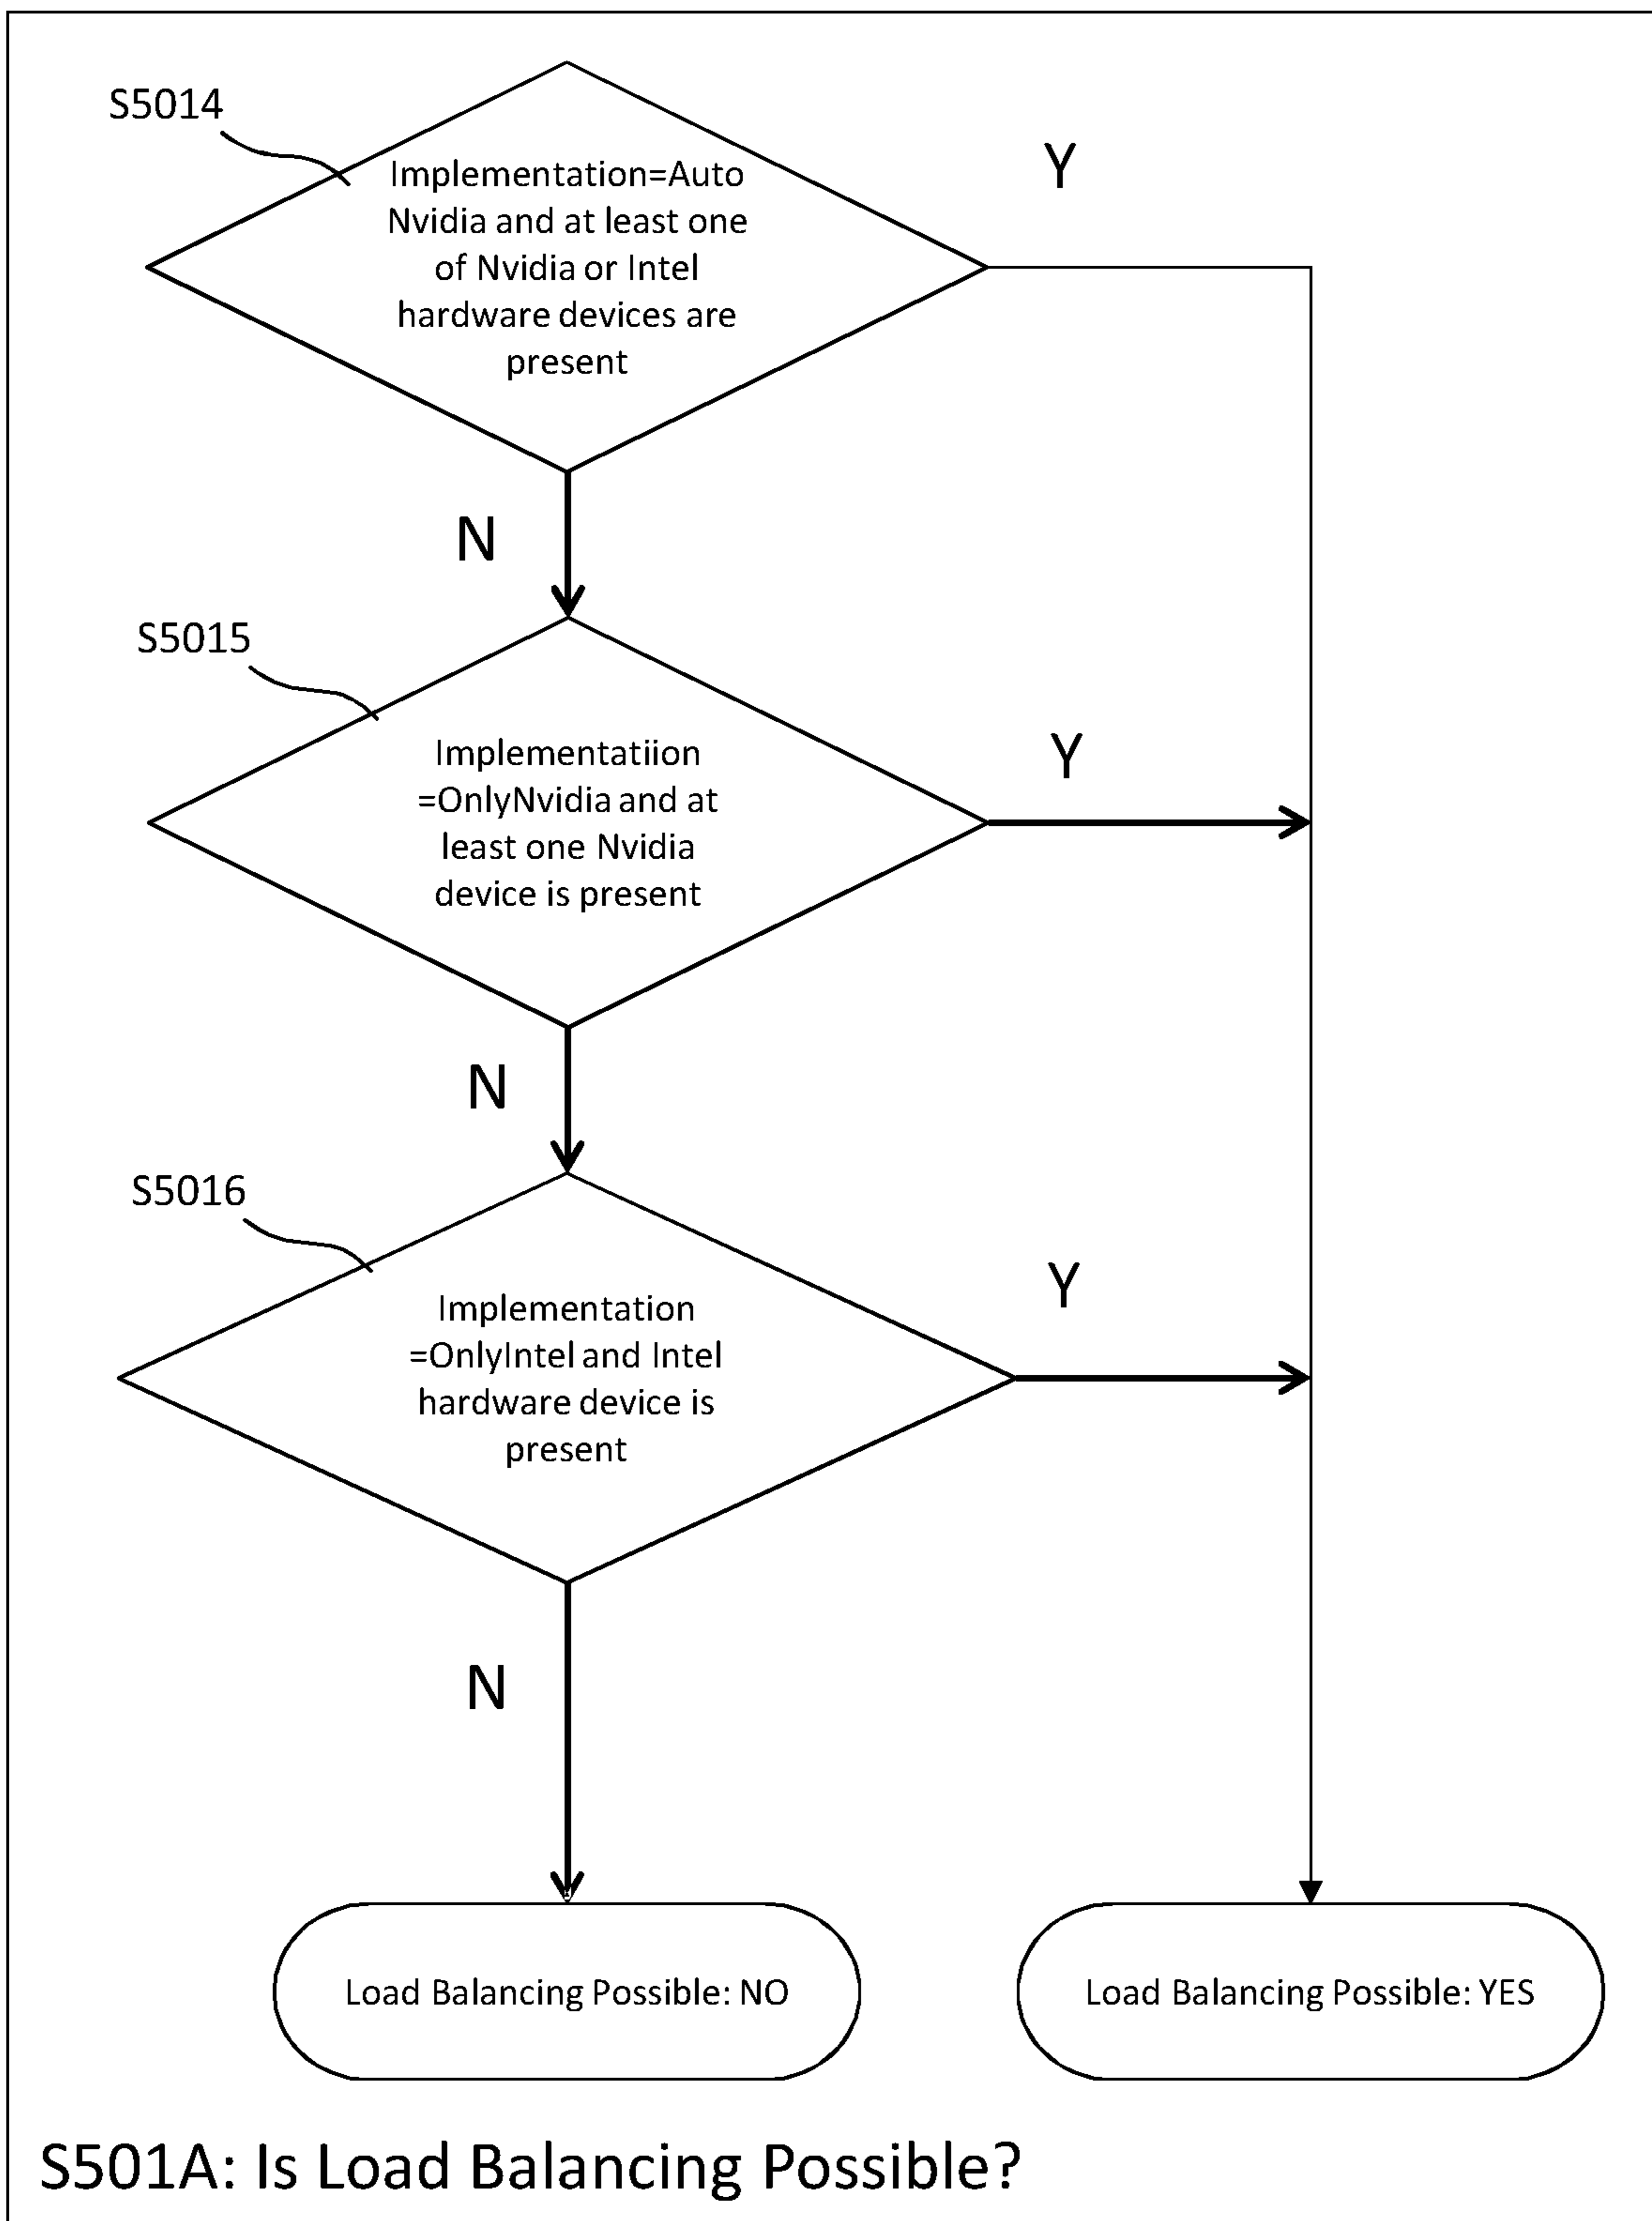 S5014
Implementation=Auto
Nvidia and at least one
of Nvidia or Intel
hardware devices are
present
Y
N
S5015
Implementatiion
=OnlyNvidia and at
least one Nvidia
device is present
Y
N
S5016
Implementation
=OnlyIntel and Intel
hardware device is
present
Y
N
Load Balancing Possible: NO
Load Balancing Possible: YES
S501A: Is Load Balancing Possible?